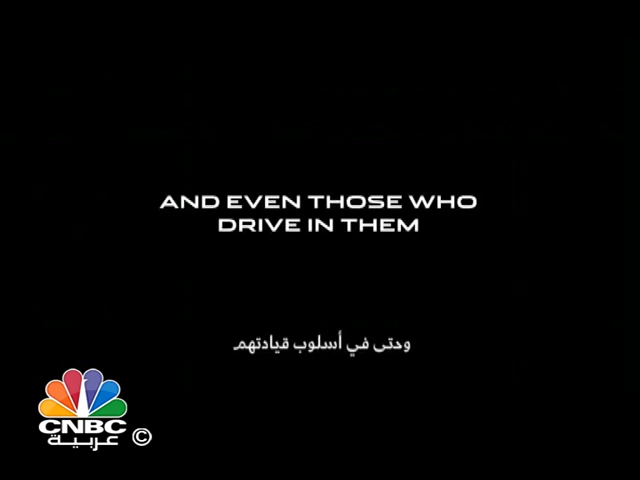 AND EVEN THOSE WHO
DRIVE IN THEM
وحتى في أسلوب قيادتهم
CNBC
عربية ©